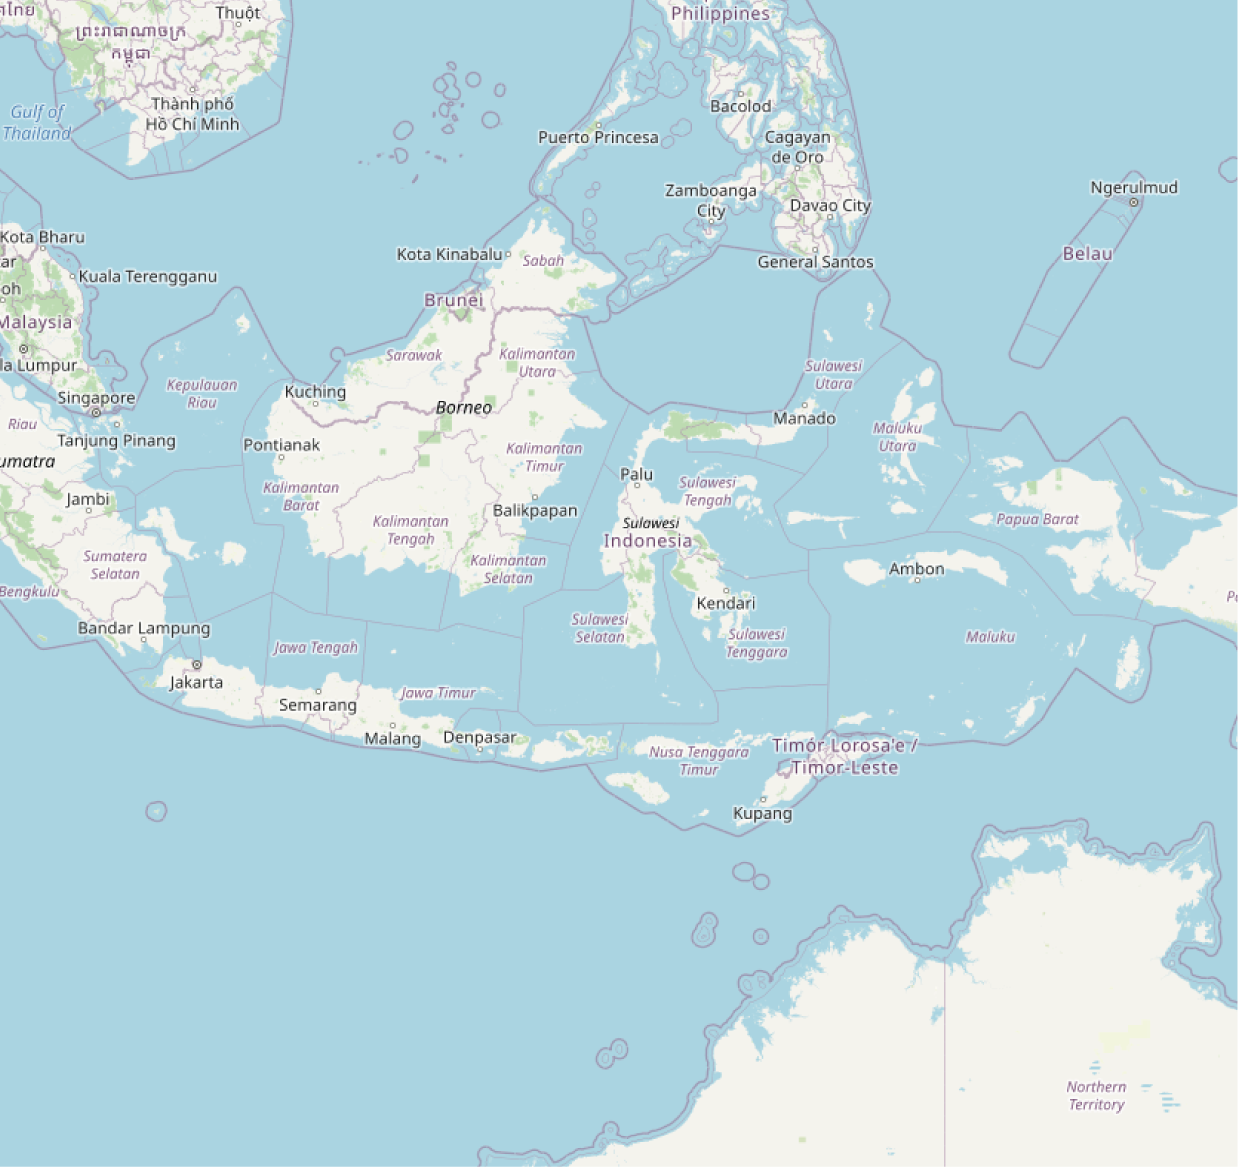 Thuột
Philippines
ព្រះរាជាណាចក្រ
កម្ពុជា
Gulf of
Thailand
Thành phố
Hồ Chí Minh
Bacolod
Puerto Princesa
Cagayan
de Oro
Zamboanga
City
Davao City
Ngerulmud
Kota Bharu
Kota Kinabalu
Sabah
General Santos
Belau
ar
Kuala Terengganu
oh
Brunei
Malaysia
Sarawak
Kalimantan
Utara
Sulawesi
Utara
la Lumpur
Kepulauan
Riau
Kuching
Singapore
Borneo
Manado
Riau
Tanjung Pinang
Pontianak
Maluku
Utara
Kalimantan
Timur
umatra
Palu
Sulawesi
Tengah
Jambi
Kalimantan
Barat
Balikpapan
Kalimantan
Tengah
Sulawesi
Indonesia
Papua Barat
Sumatera
Selatan
Kalimantan
Selatan
Ambon
Bengkulu
Kendari
Bandar Lampung
Sulawesi
Selatan
Sulawesi
Tenggara
Maluku
Jawa Tengah
Jakarta
Jawa Timur
Semarang
Malang
Denpasar
Nusa Tenggara
Timur
Timór Lorosa'e /
Timor-Leste
Kupang
Northern
Territory